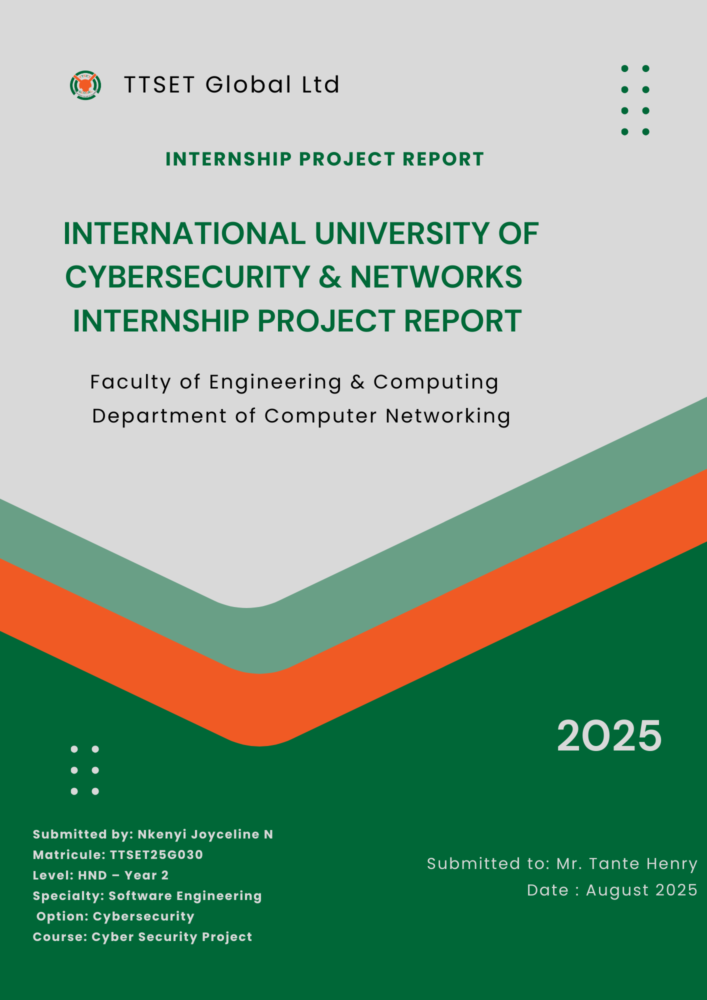 TTSET
GLOBAL
TTSET Global Ltd
INTERNSHIP PROJECT REPORT
INTERNATIONAL UNIVERSITY OF
CYBERSECURITY & NETWORKS
INTERNSHIP PROJECT REPORT
Faculty of Engineering & Computing
Department of Computer Networking
2025
Submitted by: Nkenyi Joyceline N
Matricule: TTSET25G030
Level: HND – Year 2
Specialty: Software Engineering
Option: Cybersecurity
Course: Cyber Security Project
Submitted to: Mr. Tante Henry
Date : August 2025